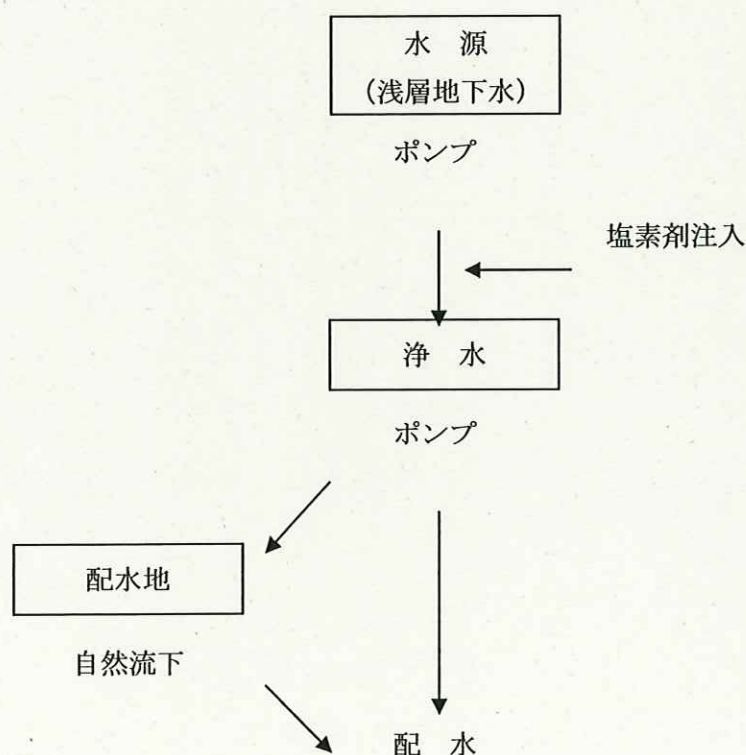 水 源
(浅層地下水)
ポンプ
塩素剤注入
浄 水
ポンプ
配水地
自然流下
配 水